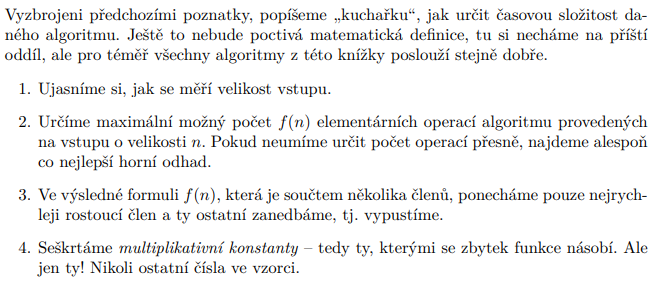 Vyzbrojeni předchozími poznatky, popíšeme „kuchařku“, jak určit časovou složitost da-
ného algoritmu. Ještě to nebude poctivá matematická definice, tu si necháme na příští
oddíl, ale pro téměř všechny algoritmy z této knížky poslouží stejně dobře.
1. Ujasníme si, jak se měří velikost vstupu.
2. Určíme maximální možný počet f(n) elementárních operací algoritmu provedených
na vstupu o velikosti n. Pokud neumíme určit počet operací přesně, najdeme alespoň
co nejlepší horní odhad.
3. Ve výsledné formuli f(n), která je součtem několika členů, ponecháme pouze nejrych-
leji rostoucí člen a ty ostatní zanedbáme, tj. vypustíme.
4. Seškrtáme multiplikativní konstanty – tedy ty, kterými se zbytek funkce násobí. Ale
jen ty! Nikoli ostatní čísla ve vzorci.